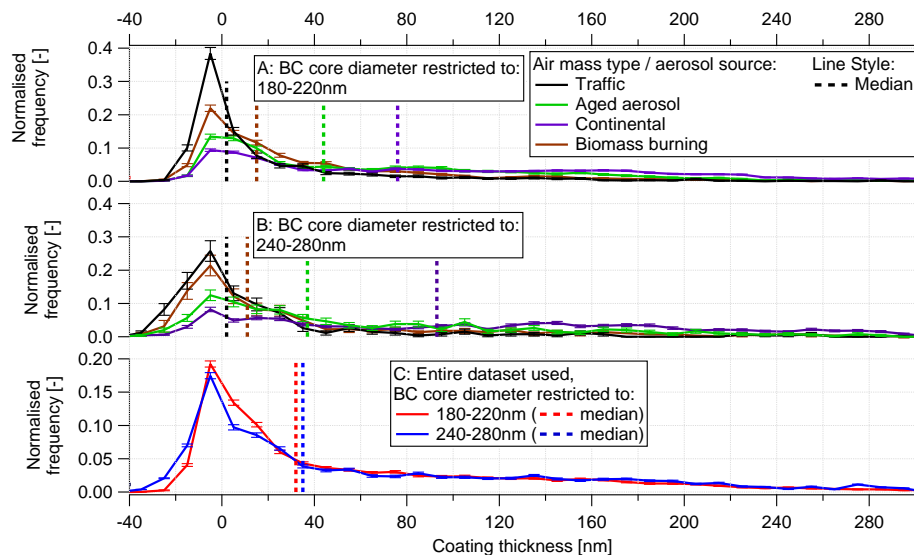 -40 0 40 80 120 160 200 240 280
Normalised
frequency [-]
0.4
0.3
0.2
0.1
0.0
A: BC core diameter restricted to:
180-220nm
Air mass type / aerosol source:
Traffic
Aged aerosol
Continental
Biomass burning
Line Style:
Median
Normalised
frequency [-]
0.4
0.3
0.2
0.1
0.0
B: BC core diameter restricted to:
240-280nm
Normalised
frequency [-]
0.20
0.15
0.10
0.05
0.00
C: Entire dataset used,
BC core diameter restricted to:
180-220nm ( median)
240-280nm ( median)
-40 0 40 80 120 160 200 240 280
Coating thickness [nm]